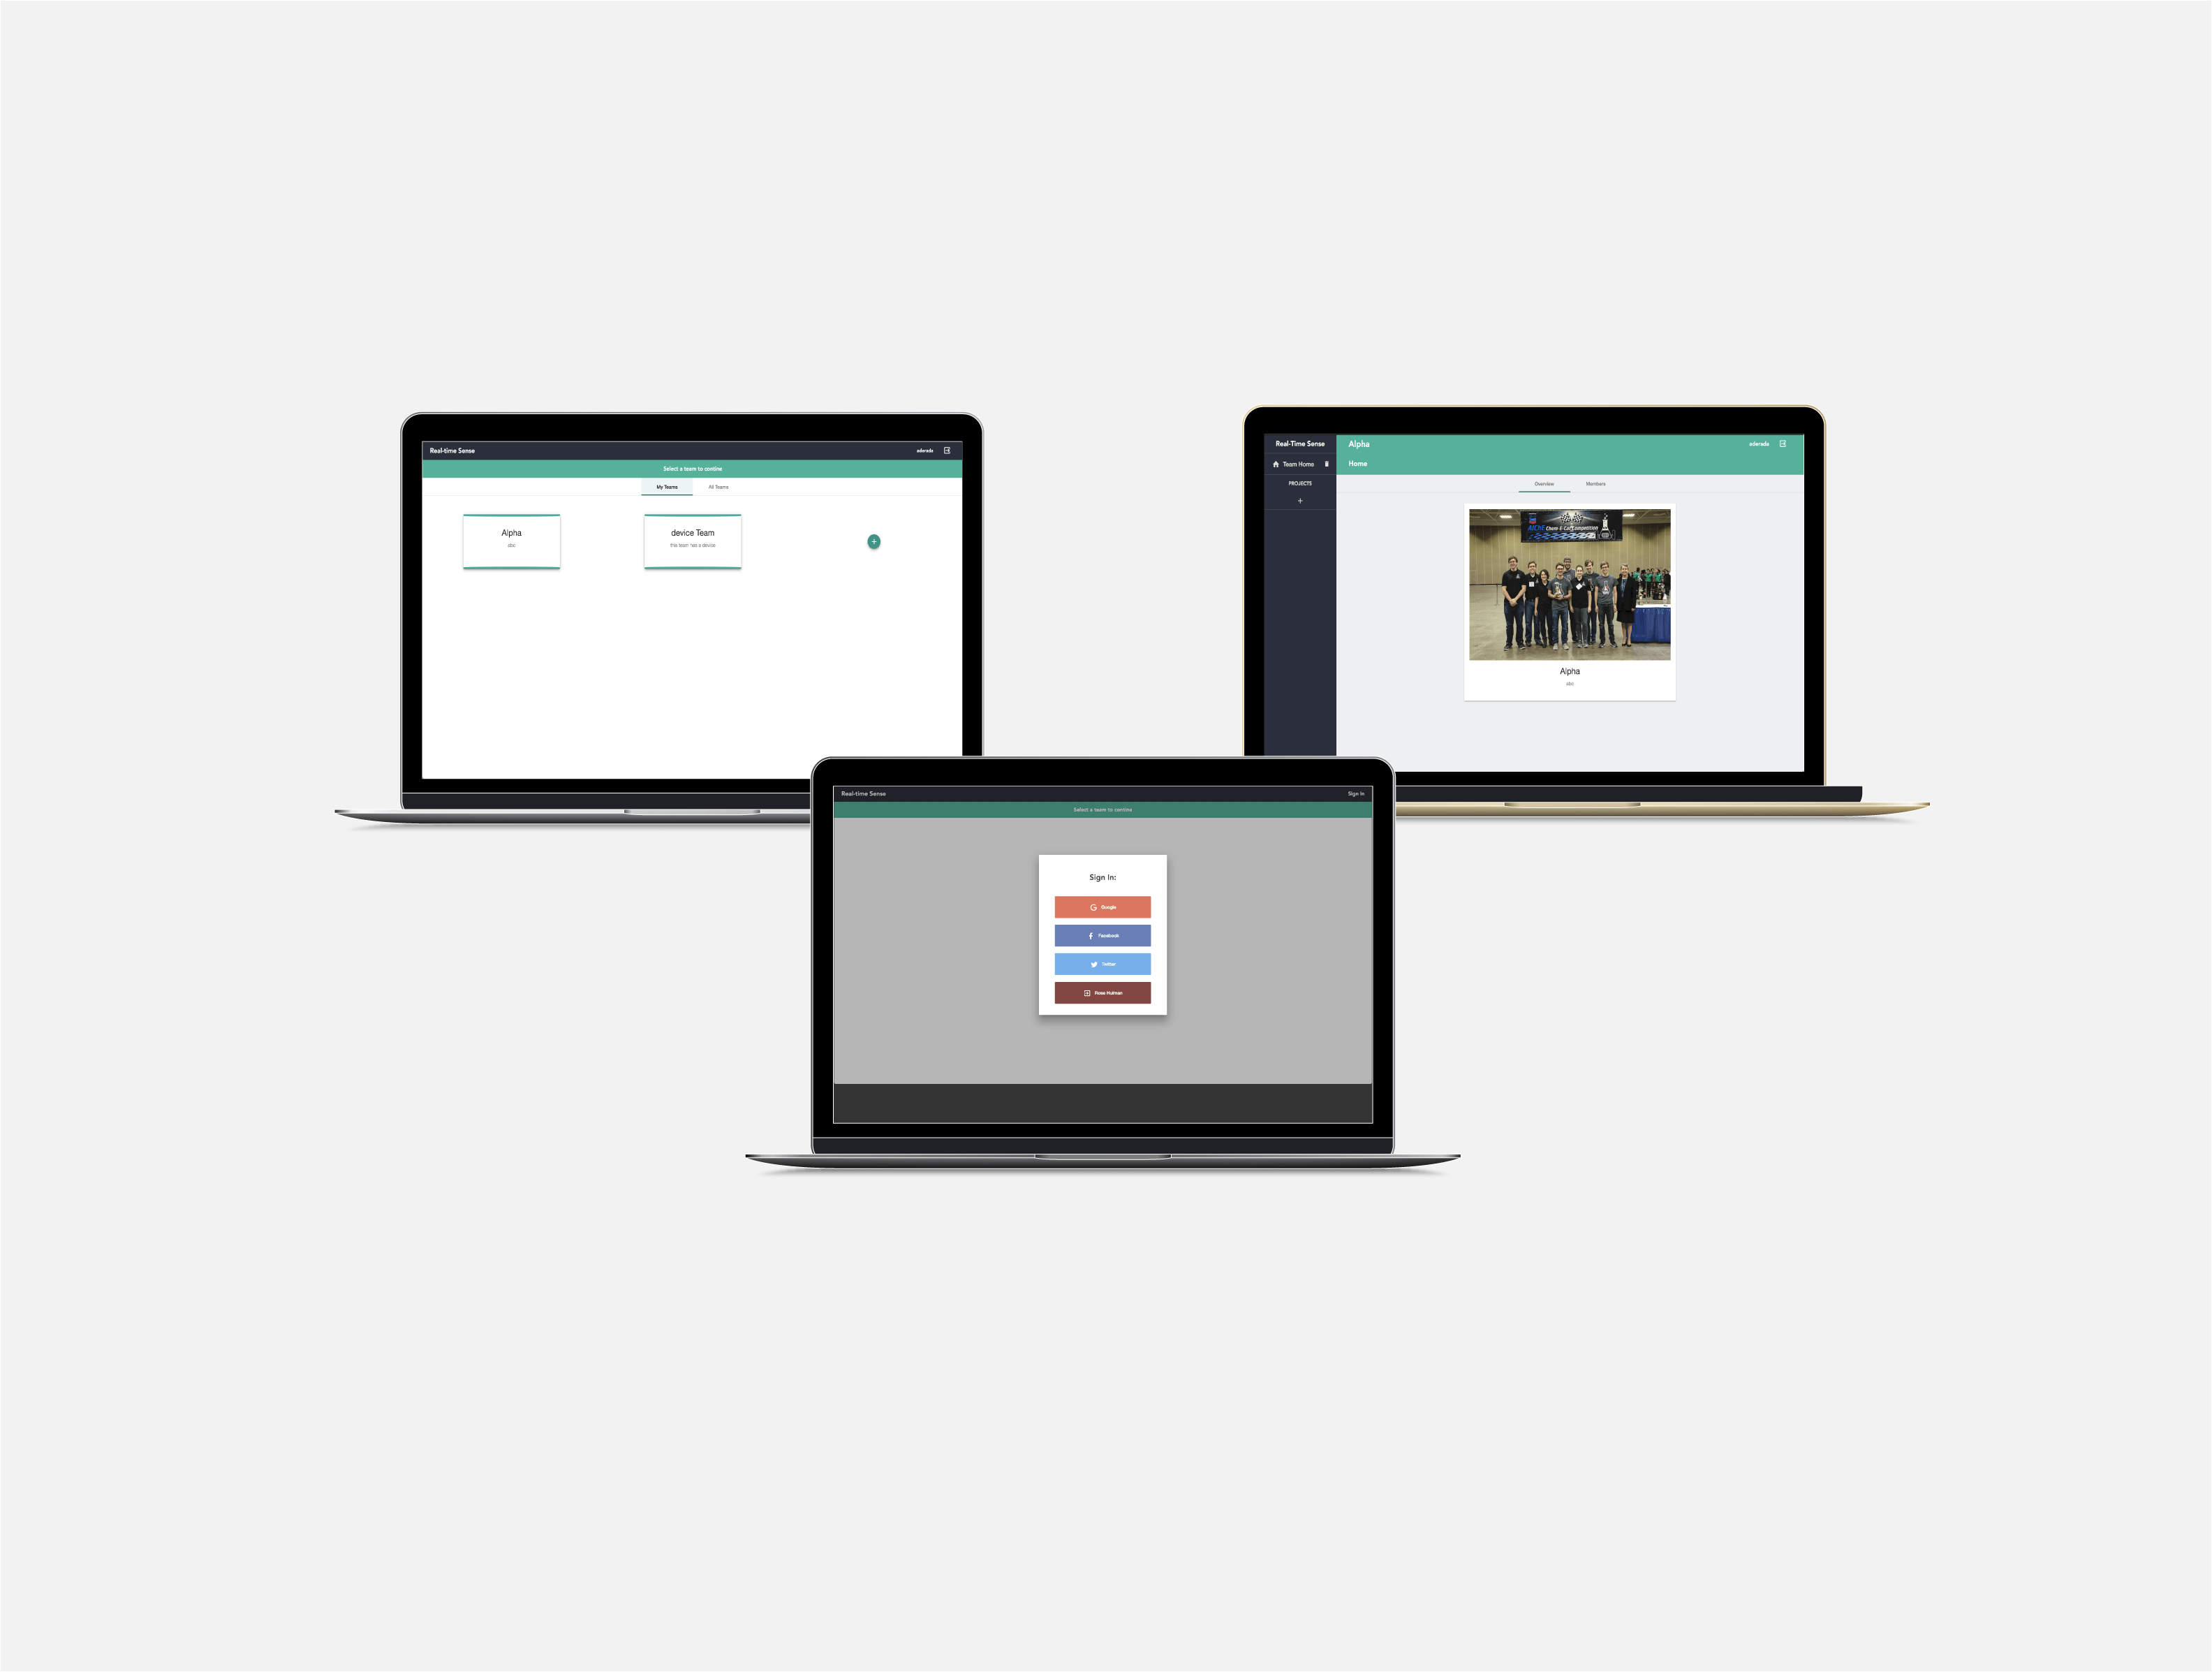 Real-time Sense
aderada
Select a team to contine
My Teams
All Teams
Alpha
abc
device Team
this team has a device
+
Real-Time Sense
Alpha
aderada
Team Home
Home
PROJECTS
+
Overview
Members
AIChE Chem-E-Car Competition
Alpha
abc
Real-time Sense
Sign In
Select a team to contine
Sign In:
Google
Facebook
Twitter
Rose Hulman